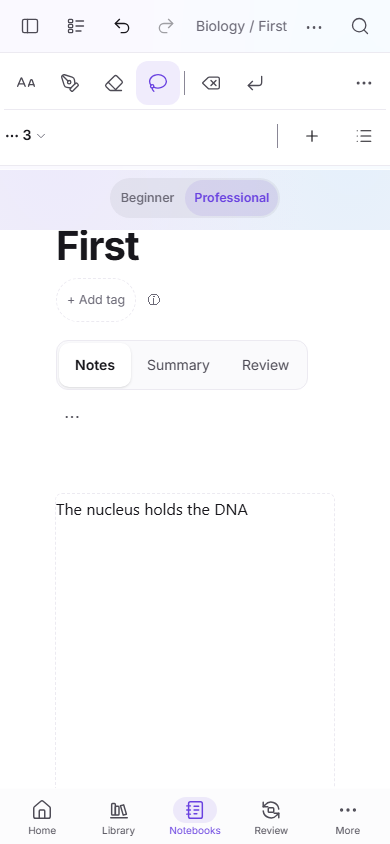 Biology / First
AA
... 3
Beginner Professional
First
+ Add tag
Notes Summary Review
...
The nucleus holds the DNA
Home Library Notebooks Review More